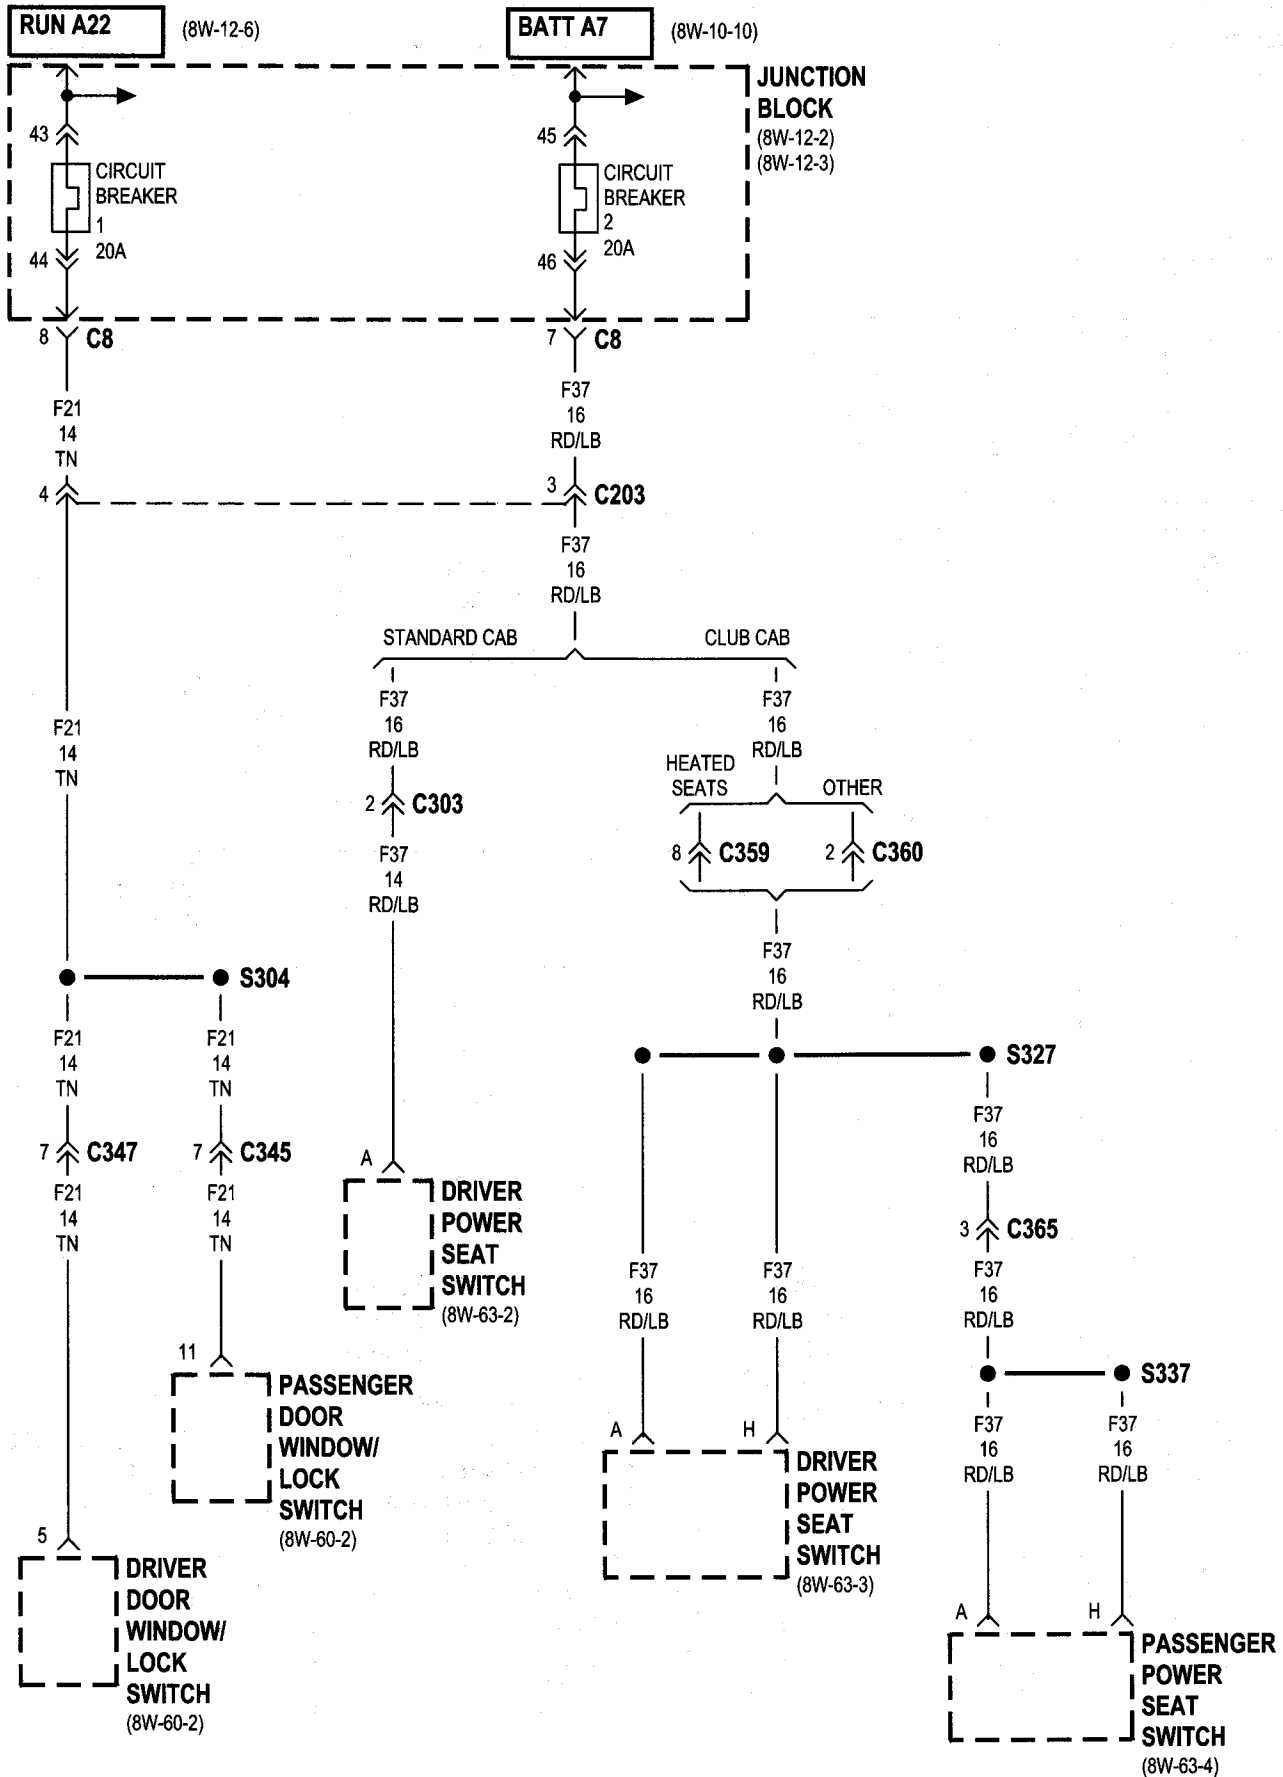 RUN A22
(8W-12-6)
BATT A7
(8W-10-10)
JUNCTION
BLOCK
(8W-12-2)
(8W-12-3)
43
CIRCUIT
BREAKER
1
20A
44
45
CIRCUIT
BREAKER
2
20A
46
8
C8
7
C8
F21
14
TN
F37
16
RD/LB
4
3
C203
F37
16
RD/LB
STANDARD CAB
CLUB CAB
F21
14
TN
F37
16
RD/LB
F37
16
RD/LB
2
C303
HEATED
SEATS
OTHER
8
C359
2
C360
F37
14
RD/LB
F37
16
RD/LB
S304
S327
F21
14
TN
F21
14
TN
F37
16
RD/LB
7
C347
7
C345
F21
14
TN
F21
14
TN
A
DRIVER
POWER
SEAT
SWITCH
(8W-63-2)
3
C365
F37
16
RD/LB
F37
16
RD/LB
F37
16
RD/LB
11
PASSENGER
DOOR
WINDOW/
LOCK
SWITCH
(8W-60-2)
S337
F37
16
RD/LB
F37
16
RD/LB
A
H
DRIVER
POWER
SEAT
SWITCH
(8W-63-3)
5
DRIVER
DOOR
WINDOW/
LOCK
SWITCH
(8W-60-2)
A
H
PASSENGER
POWER
SEAT
SWITCH
(8W-63-4)